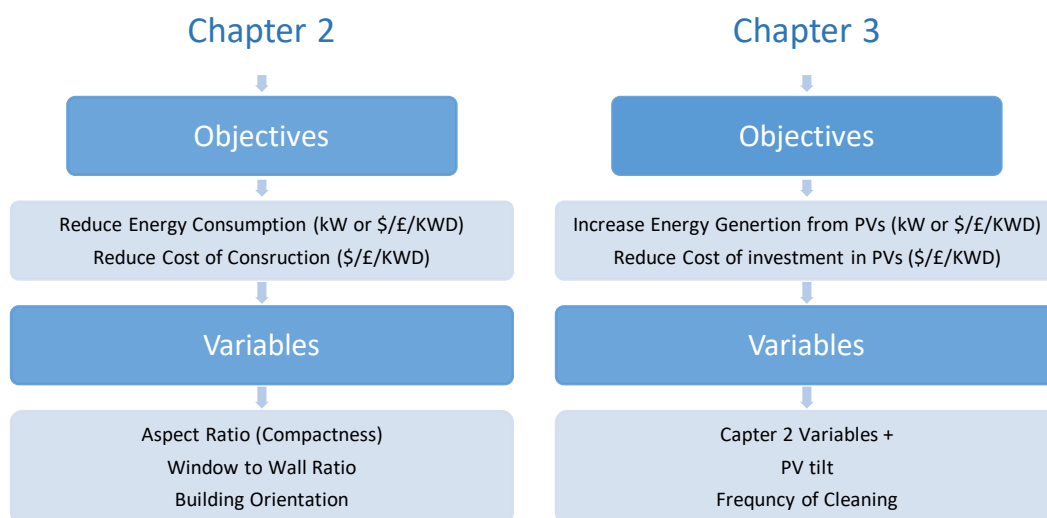 Chapter 2
Objectives
Reduce Energy Consumption (kW or $/£/KWD)
Reduce Cost of Consruction ($/£/KWD)
Variables
Aspect Ratio (Compactness)
Window to Wall Ratio
Building Orientation
Chapter 3
Objectives
Increase Energy Genertion from PVs (kW or $/£/KWD)
Reduce Cost of investment in PVs ($/£/KWD)
Variables
Capter 2 Variables +
PV tilt
Frequncy of Cleaning